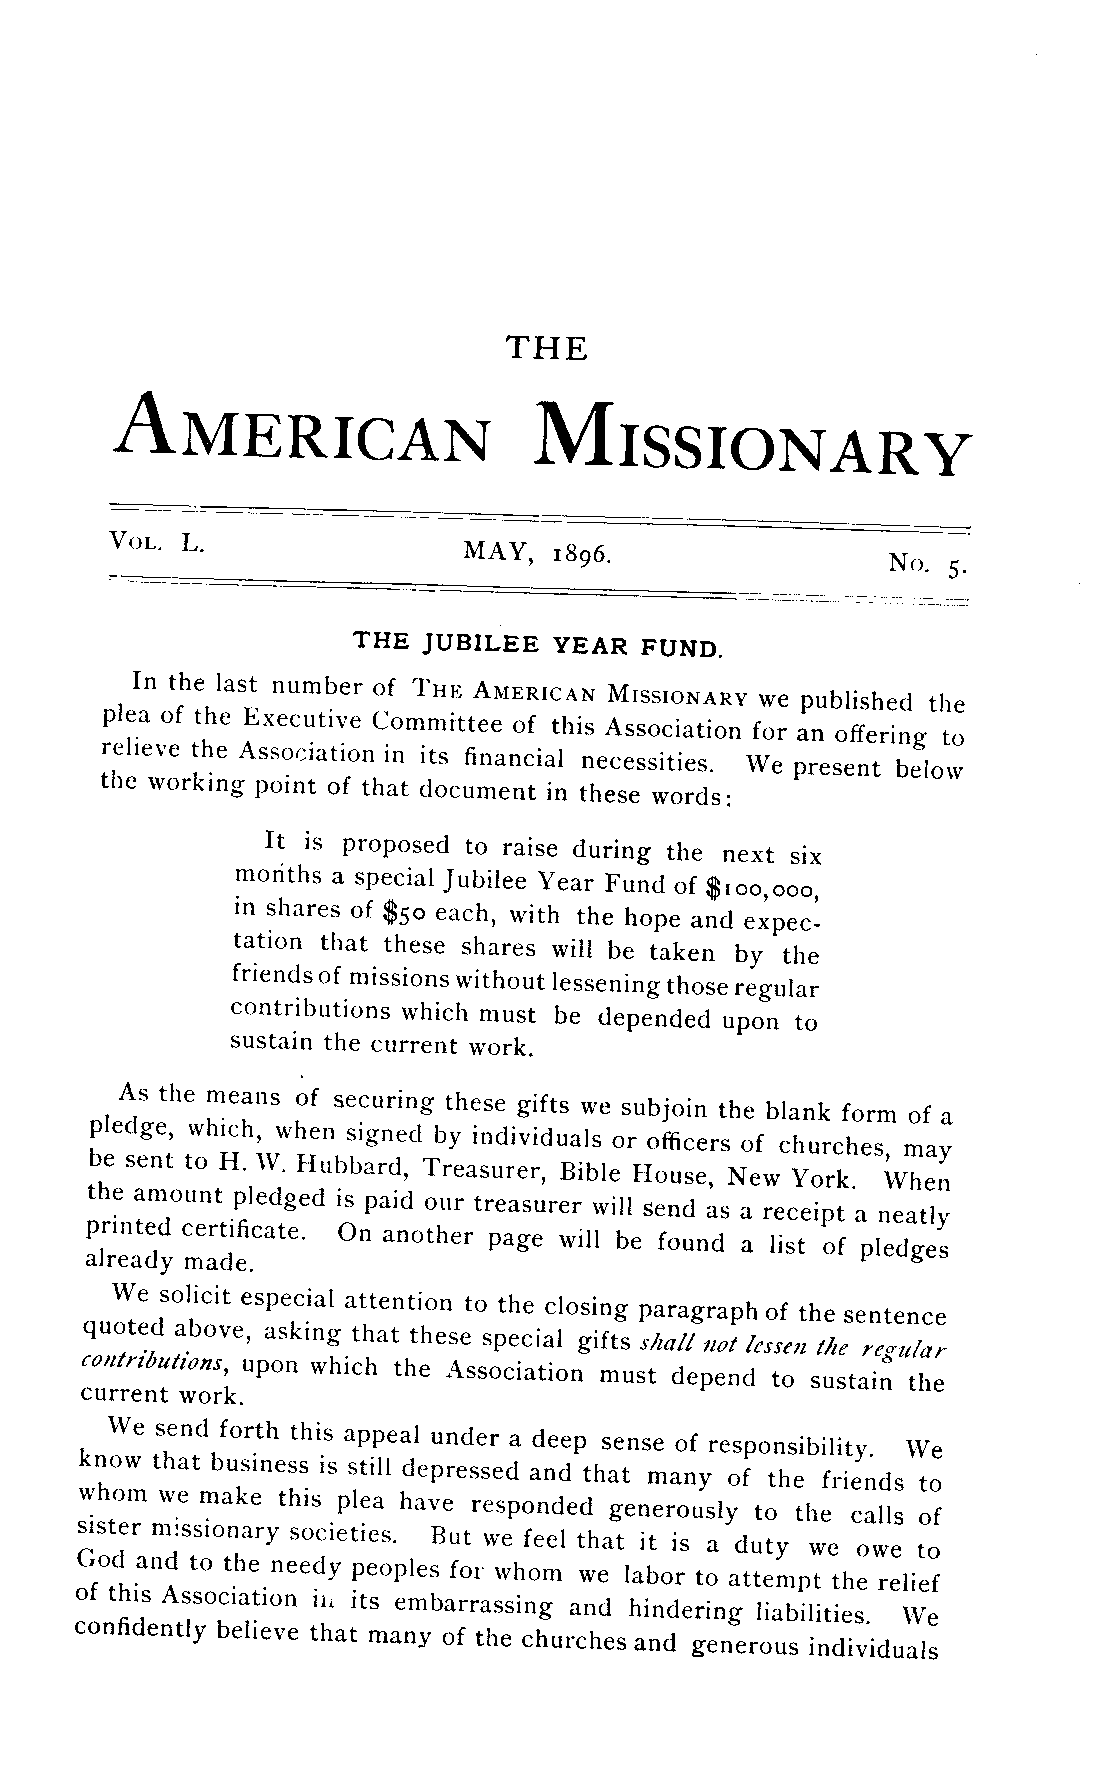 THE
AMERICAN MISSIONARY
VOL. L. MAY, 1896. No. 5.
THE JUBILEE YEAR FUND.
In the last number of THE AMERICAN MISSIONARY we published the
plea of the Executive Committee of this Association for an offering to
relieve the Association in its financial necessities. We present below
the working point of that document in these words:
It is proposed to raise during the next six
months a special Jubilee Year Fund of $100,000,
in shares of $50 each, with the hope and expec-
tation that these shares will be taken by the
friends of missions without lessening those regular
contributions which must be depended upon to
sustain the current work.
As the means of securing these gifts we subjoin the blank form of a
pledge, which, when signed by individuals or officers of churches, may
be sent to H. W. Hubbard, Treasurer, Bible House, New York. When
the amount pledged is paid our treasurer will send as a receipt a neatly
printed certificate. On another page will be found a list of pledges
already made.
We solicit especial attention to the closing paragraph of the sentence
quoted above, asking that these special gifts shall not lessen the regular
contributions, upon which the Association must depend to sustain the
current work.
We send forth this appeal under a deep sense of responsibility. We
know that business is still depressed and that many of the friends to
whom we make this plea have responded generously to the calls of
sister missionary societies. But we feel that it is a duty we owe to
God and to the needy peoples for whom we labor to attempt the relief
of this Association in its embarrassing and hindering liabilities. We
confidently believe that many of the churches and generous individuals